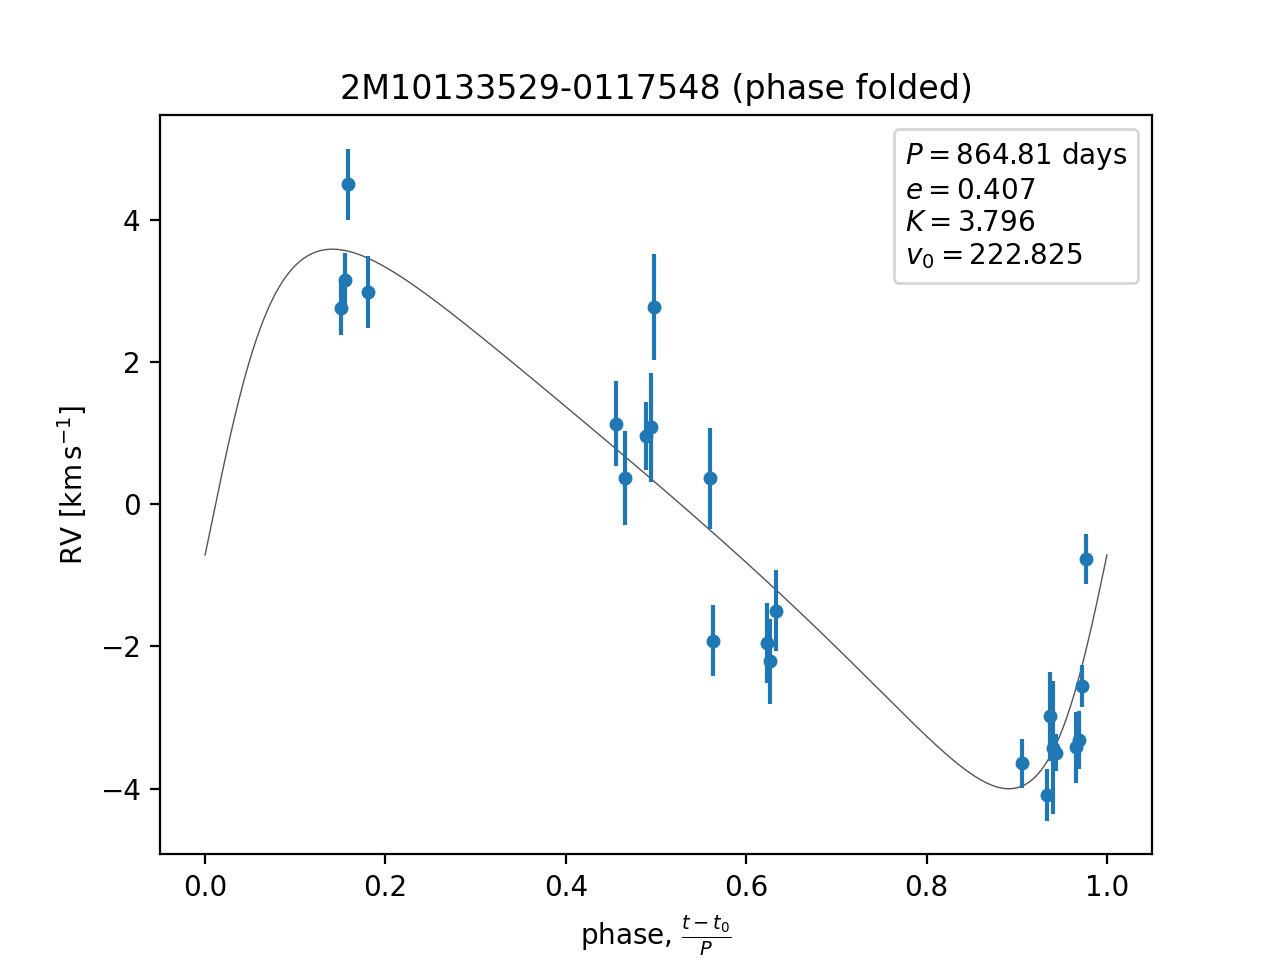 2M10133529-0117548 (phase folded)
P = 864.81 days
e = 0.407
K = 3.796
v₀ = 222.825
4
2
0
−2
−4
RV [km s⁻¹]
0.0 0.2 0.4 0.6 0.8 1.0
phase, (t − t₀)/P